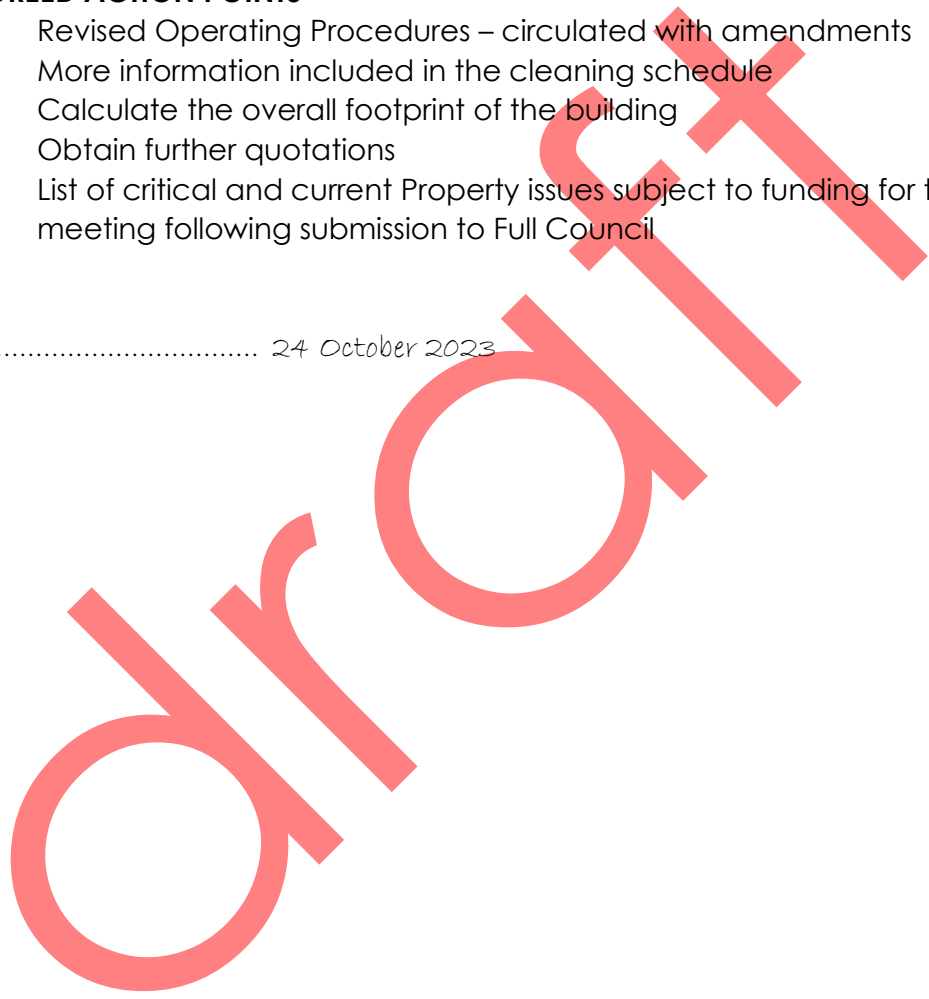 ACTION POINTS
Revised Operating Procedures – circulated with amendments
More information included in the cleaning schedule
Calculate the overall footprint of the building
Obtain further quotations
List of critical and current Property issues subject to funding for
meeting following submission to Full Council
................................. 24 October 2023
draft